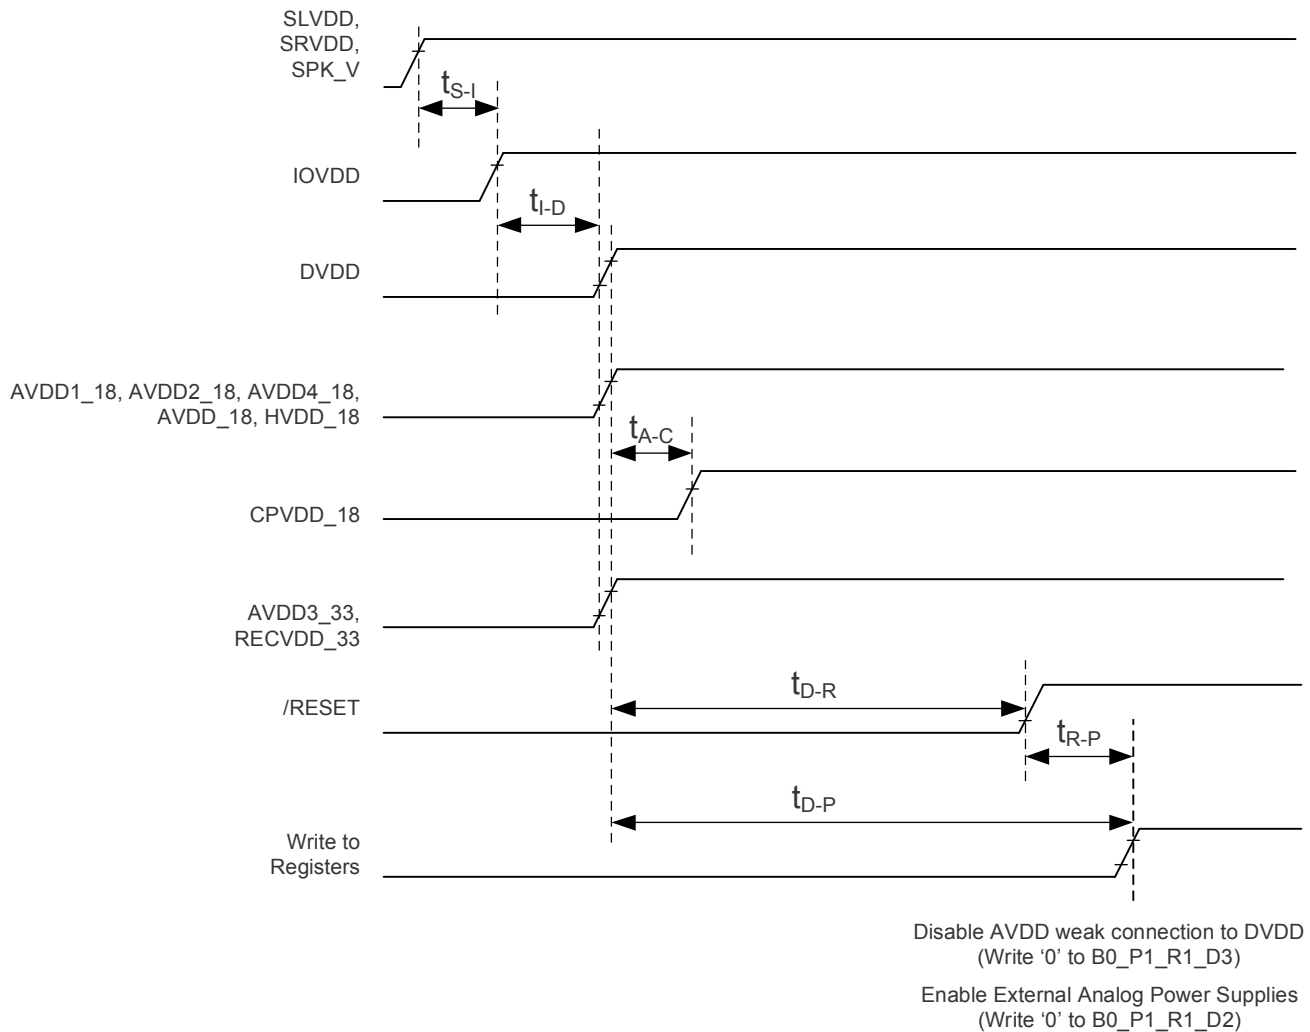 SLVDD,
SRVDD,
SPK_V
tS-I
IOVDD
tI-D
DVDD
AVDD1_18, AVDD2_18, AVDD4_18,
AVDD_18, HVDD_18
tA-C
CPVDD_18
AVDD3_33,
RECVDD_33
tD-R
/RESET
tR-P
tD-P
Write to
Registers
Disable AVDD weak connection to DVDD
(Write ‘0’ to B0_P1_R1_D3)
Enable External Analog Power Supplies
(Write ‘0’ to B0_P1_R1_D2)